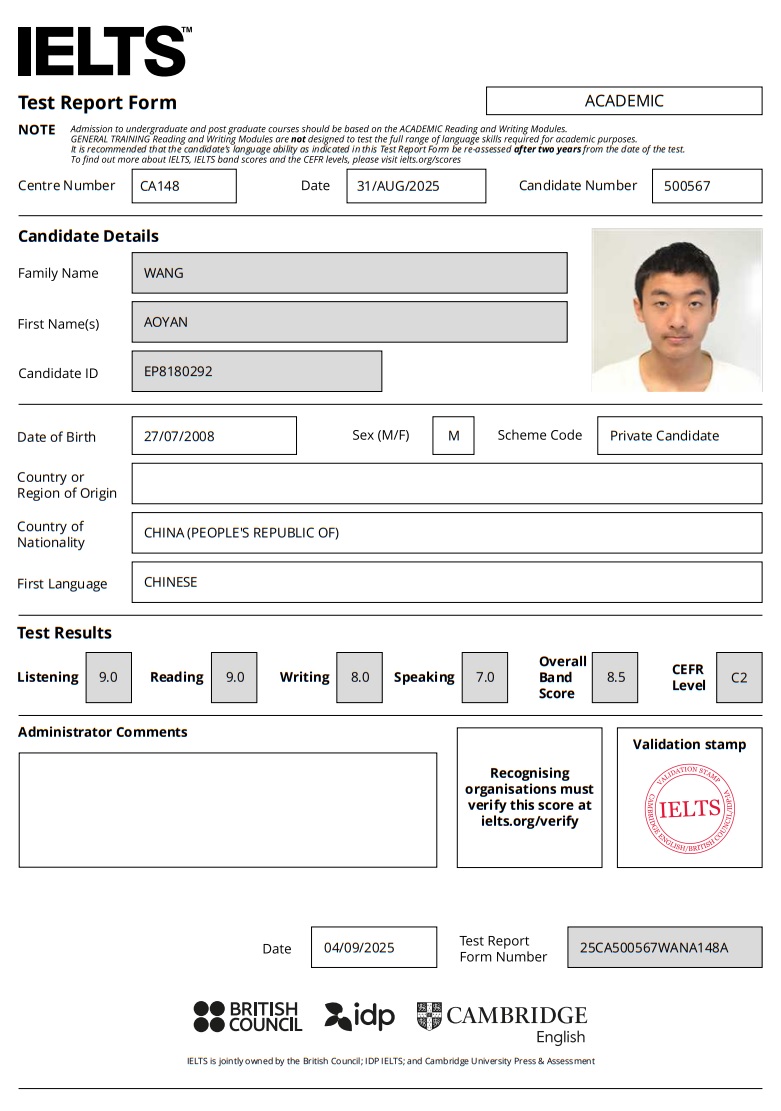 IELTS™
Test Report Form
ACADEMIC
NOTE Admission to undergraduate and post graduate courses should be based on the ACADEMIC Reading and Writing Modules.
GENERAL TRAINING Reading and Writing Modules are not designed to test the full range of language skills required for academic purposes.
It is recommended that the candidate's language ability as indicated in this Test Report Form be re-assessed after two years from the date of the test.
To find out more about IELTS, IELTS band scores and the CEFR levels, please visit ielts.org/scores
Centre Number CA148 Date 31/AUG/2025 Candidate Number 500567
Candidate Details
Family Name WANG
First Name(s) AOYAN
Candidate ID EP8180292
Date of Birth 27/07/2008 Sex (M/F) M Scheme Code Private Candidate
Country or
Region of Origin
Country of
Nationality
CHINA (PEOPLE'S REPUBLIC OF)
First Language CHINESE
Test Results
Listening 9.0 Reading 9.0 Writing 8.0 Speaking 7.0
Overall
Band
Score
8.5
CEFR
Level
C2
Administrator Comments
Recognising
organisations must
verify this score at
ielts.org/verify
Validation stamp
VALIDATION STAMP
IELTS
CAMBRIDGE ENGLISH/BRITISH COUNCIL/IDP:IA
Date 04/09/2025
Test Report
Form Number
25CA500567WANA148A
BRITISH
COUNCIL
idp
CAMBRIDGE
English
IELTS is jointly owned by the British Council; IDP IELTS; and Cambridge University Press & Assessment